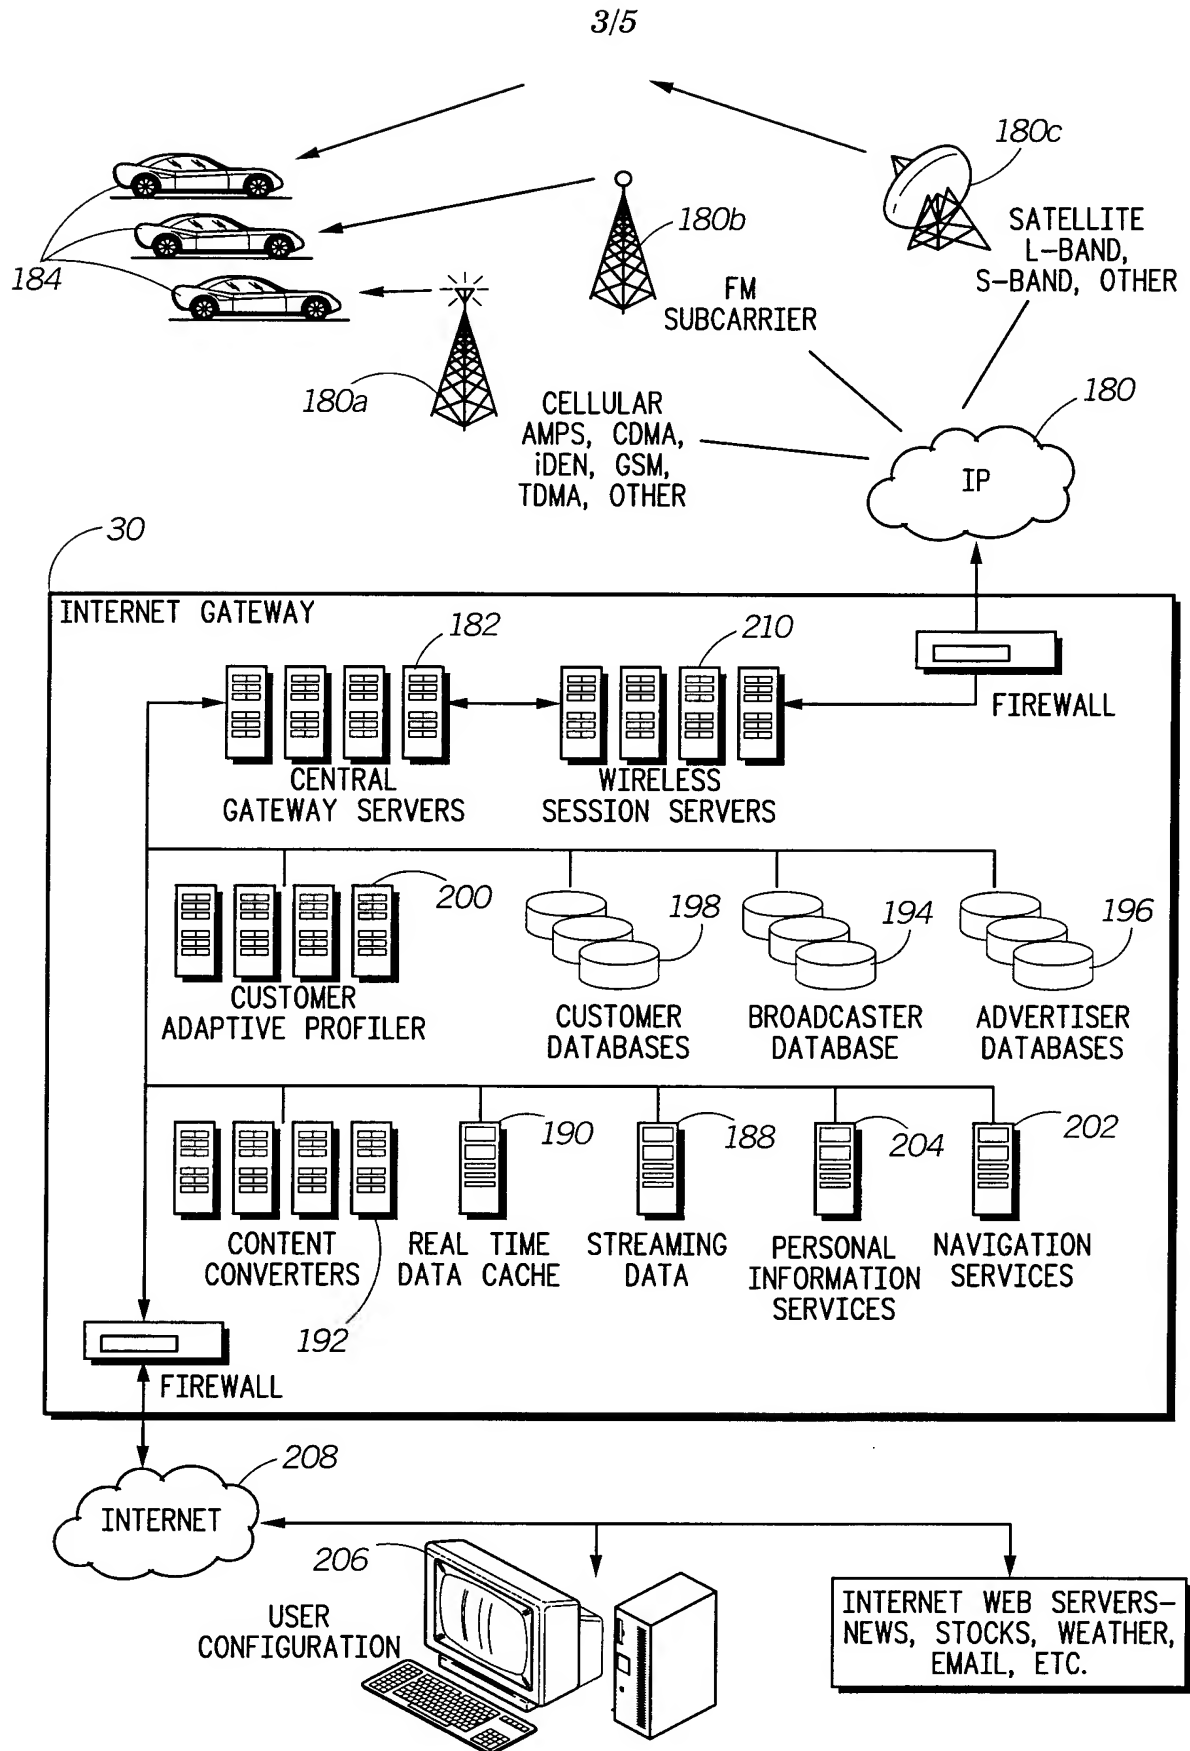 3/5
180c
180b
SATELLITE
L-BAND,
S-BAND, OTHER
184
FM
SUBCARRIER
180a
CELLULAR
AMPS, CDMA,
iDEN, GSM,
TDMA, OTHER
180
IP
30
INTERNET GATEWAY
182
210
FIREWALL
CENTRAL
GATEWAY SERVERS
WIRELESS
SESSION SERVERS
200
198
194
196
CUSTOMER
ADAPTIVE PROFILER
CUSTOMER
DATABASES
BROADCASTER
DATABASE
ADVERTISER
DATABASES
190
188
204
202
CONTENT
CONVERTERS
REAL TIME
DATA CACHE
STREAMING
DATA
PERSONAL
INFORMATION
SERVICES
NAVIGATION
SERVICES
192
FIREWALL
208
INTERNET
206
USER
CONFIGURATION
INTERNET WEB SERVERS-
NEWS, STOCKS, WEATHER,
EMAIL, ETC.